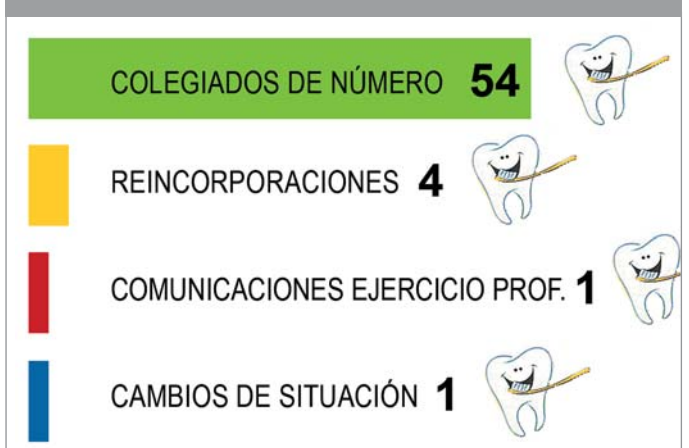 COLEGIADOS DE NÚMERO 54
REINCORPORACIONES 4
COMUNICACIONES EJERCICIO PROF. 1
CAMBIOS DE SITUACIÓN 1